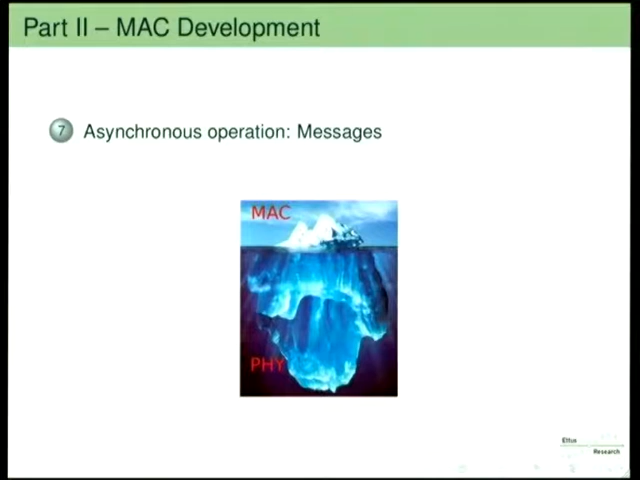 Part II – MAC Development
7 Asynchronous operation: Messages
MAC
PHY
Ettus
Research